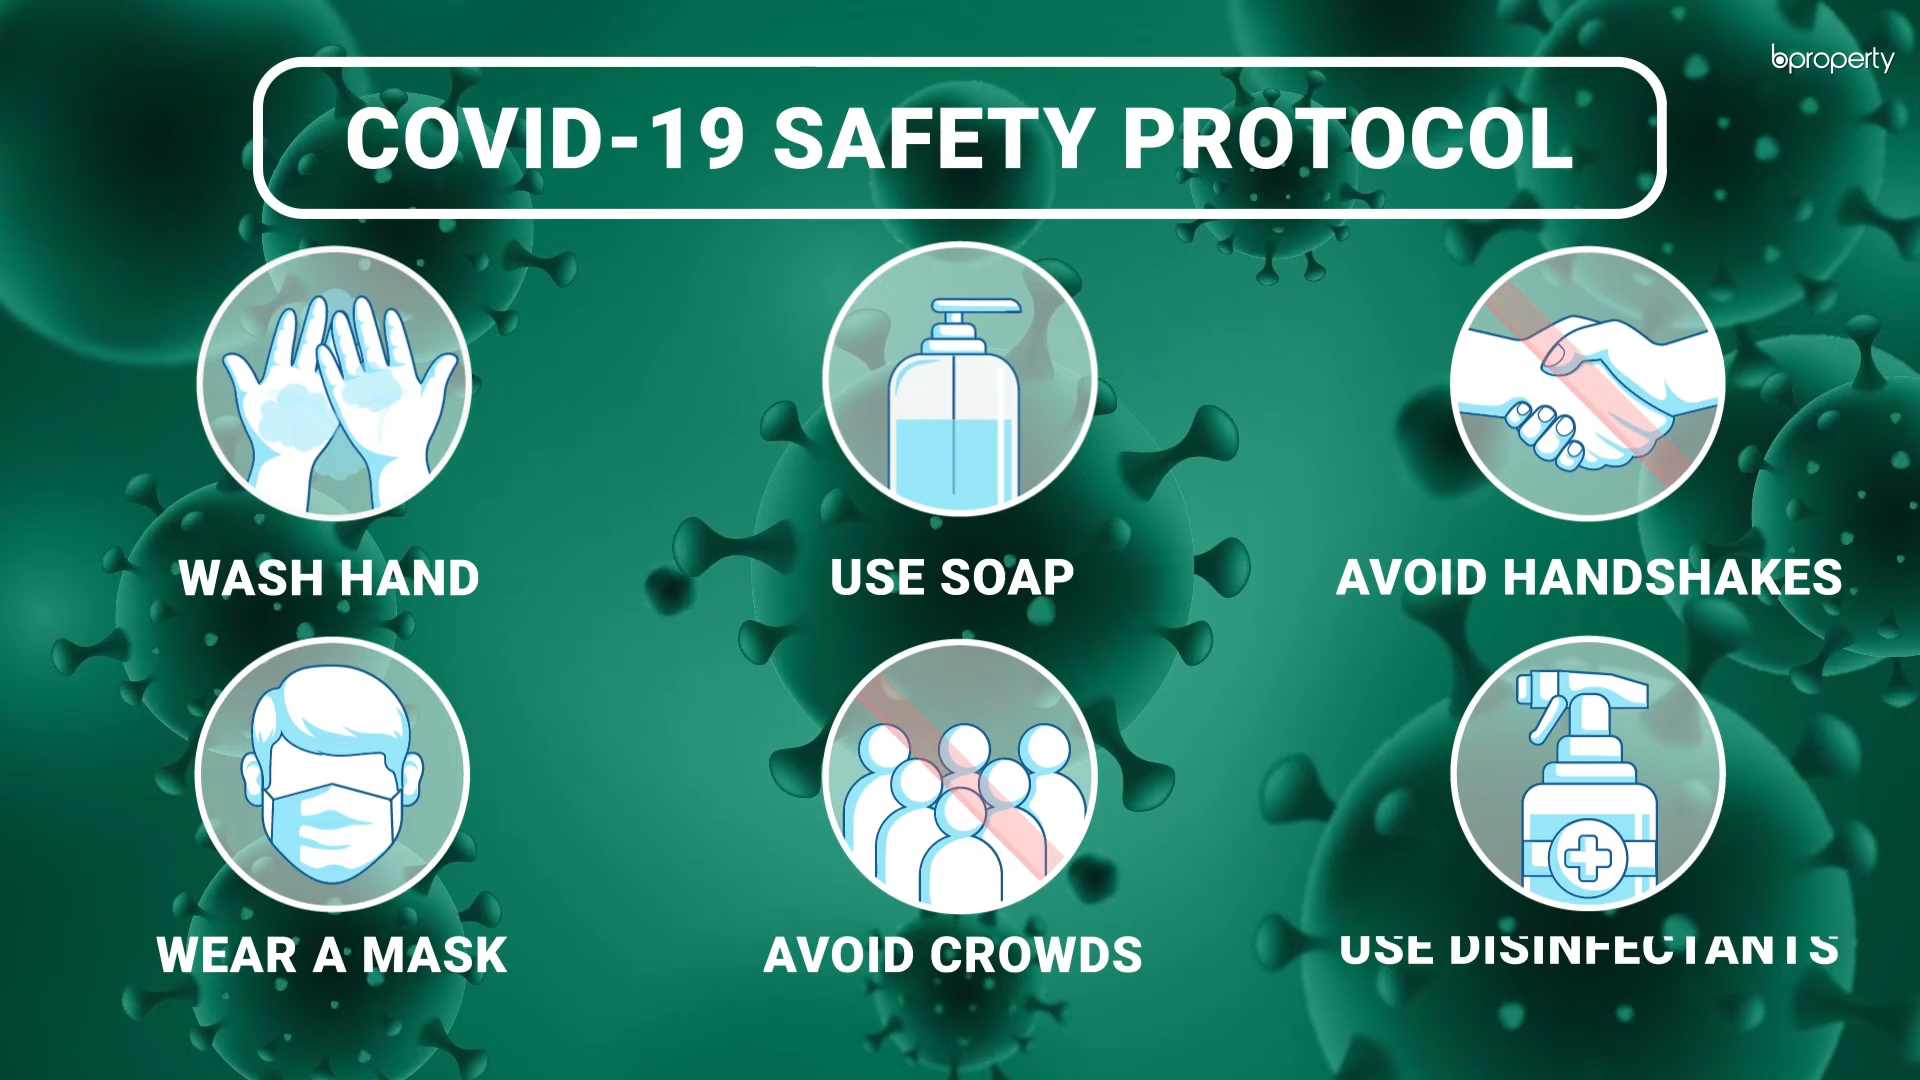 bproperty
COVID-19 SAFETY PROTOCOL
WASH HAND
USE SOAP
AVOID HANDSHAKES
WEAR A MASK
AVOID CROWDS
USE DISINFECTANTS